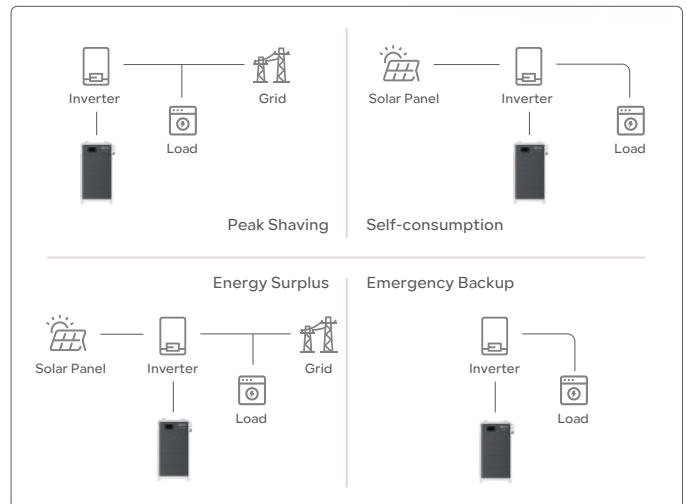 Inverter
Grid
Load
Peak Shaving
Solar Panel
Inverter
Load
Self-consumption
Energy Surplus
Solar Panel
Inverter
Grid
Load
Emergency Backup
Inverter
Load